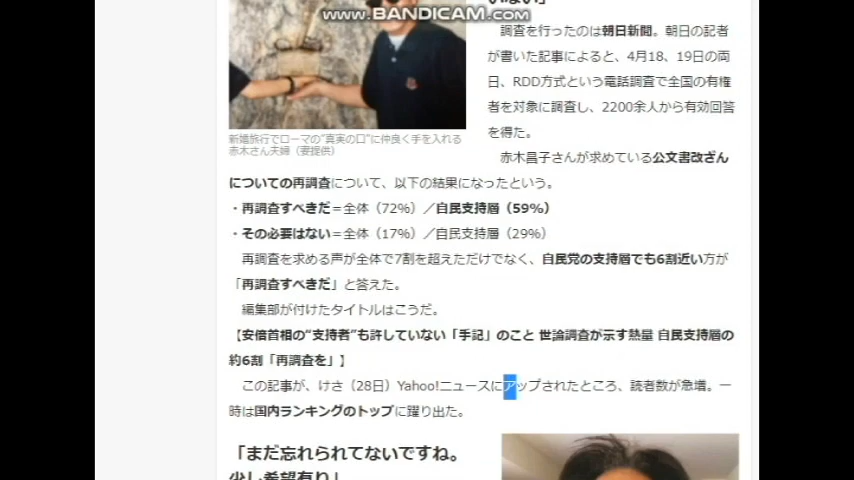 www.BANDICAM.com
いない」
調査を行ったのは朝日新聞。朝日の記者
が書いた記事によると、4月18、19日の両
日、RDD方式という電話調査で全国の有権
者を対象に調査し、2200余人から有効回答
を得た。
新婚旅行でローマの"真実の口"に仲良く手を入れる
赤木さん夫婦（妻提供）
赤木昌子さんが求めている公文書改ざん
についての再調査について、以下の結果になったという。
・再調査すべきだ＝全体（72%）／自民支持層（59%）
・その必要はない＝全体（17%）／自民支持層（29%）
再調査を求める声が全体で7割を超えただけでなく、自民党の支持層でも6割近い方が
「再調査すべきだ」と答えた。
編集部が付けたタイトルはこうだ。
【安倍首相の"支持者"も許していない「手記」のこと 世論調査が示す熱量 自民支持層の
約6割「再調査を」】
この記事が、けさ（28日）Yahoo!ニュースにアップされたところ、読者数が急増。一
時は国内ランキングのトップに躍り出た。
「まだ忘れられてないですね。
少し希望有り」